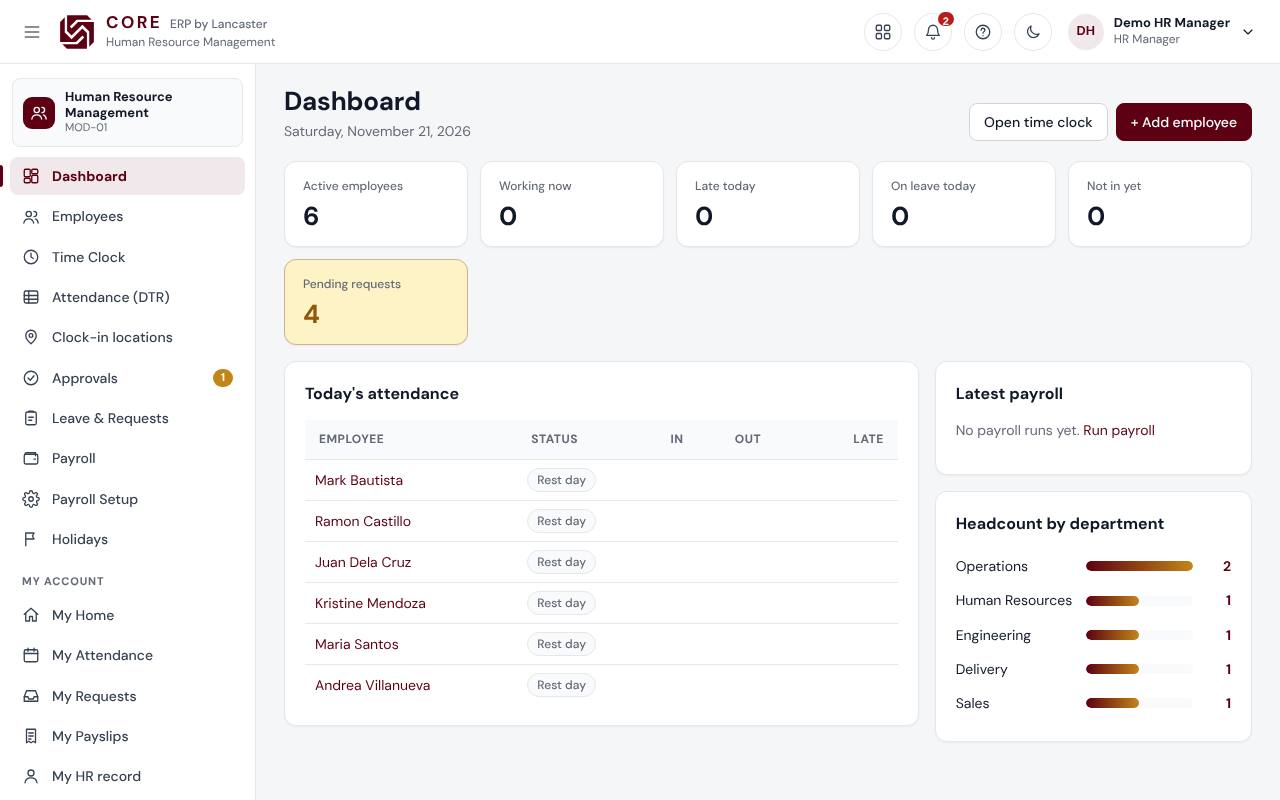 CORE ERP by Lancaster
Human Resource Management
2
DH
Demo HR Manager
HR Manager
Human Resource
Management
MOD-01
Dashboard
Employees
Time Clock
Attendance (DTR)
Clock-in locations
Approvals 1
Leave & Requests
Payroll
Payroll Setup
Holidays
MY ACCOUNT
My Home
My Attendance
My Requests
My Payslips
My HR record
Dashboard
Saturday, November 21, 2026
Open time clock
+ Add employee
Active employees
6
Working now
0
Late today
0
On leave today
0
Not in yet
0
Pending requests
4
Today's attendance
EMPLOYEE STATUS IN OUT LATE
Mark Bautista Rest day
Ramon Castillo Rest day
Juan Dela Cruz Rest day
Kristine Mendoza Rest day
Maria Santos Rest day
Andrea Villanueva Rest day
Latest payroll
No payroll runs yet. Run payroll
Headcount by department
Operations 2
Human Resources 1
Engineering 1
Delivery 1
Sales 1